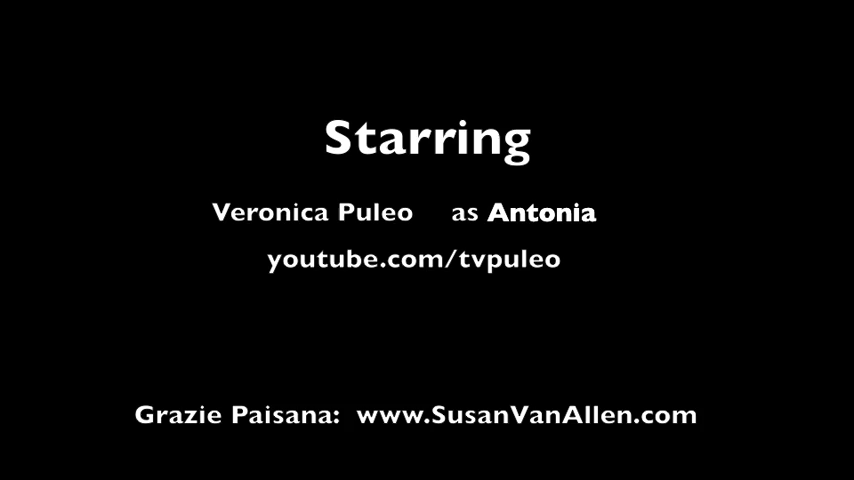 Starring
Veronica Puleo as Antonia
youtube.com/tvpuleo
Grazie Paisana: www.SusanVanAllen.com